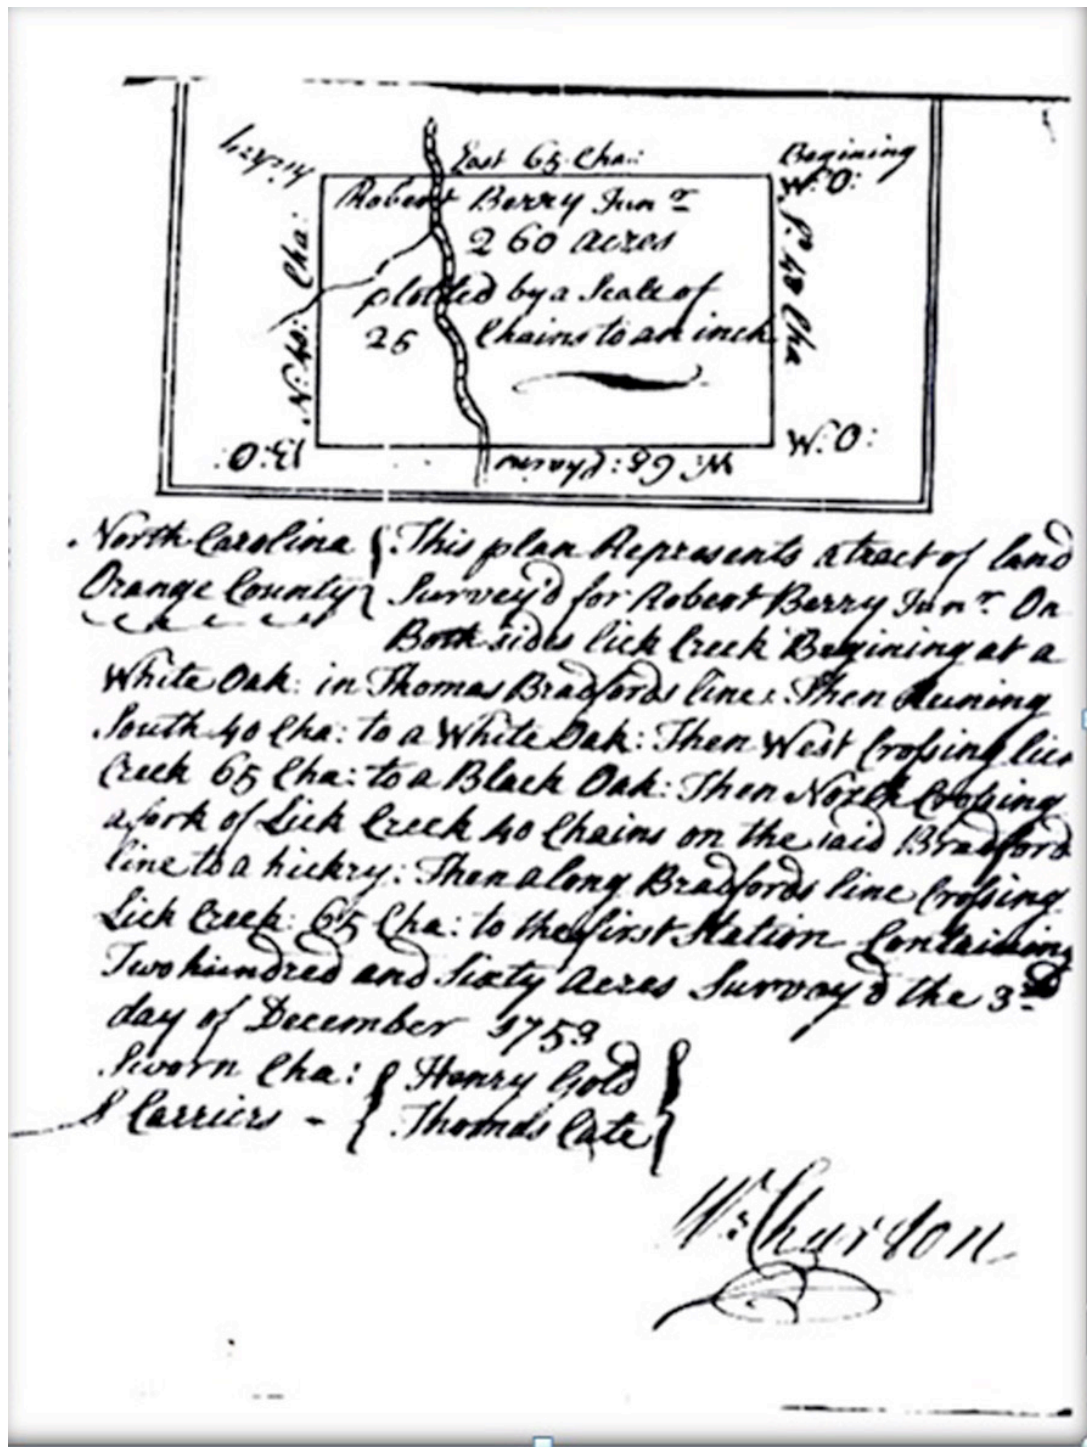 hickry
East 65 Cha:
Begining
W: O:
Robert Berry Junr
260 acres
plotted by a Scale of
25 Chains to an inch
N: 40: Cha:
S: 40 Cha
B: O:
W: 65: Chains
W: O:
North Carolina { This plan Represents a tract of land
Orange County { Survey'd for Robert Berry Junr. On
Both sides lick Creek Begining at a
White Oak: in Thomas Bradfords line: Then Runing
South 40 Cha: to a White Oak: Then West Crossing lick
Creek 65 Cha: to a Black Oak: Then North Crossing
a fork of Lick Creek 40 Chains on the said Bradford
line to a hickry: Then along Bradfords line Crossing
Lick Creek: 65 Cha: to the first Station Containing
Two hundred and Sixty Acres Survey'd the 3rd
day of December 1753
Sworn Cha: { Henry Gold }
& Carriers - { Thomas Cate }
Ws Churton